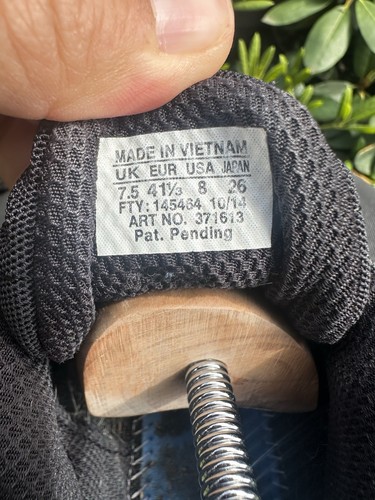 MADE IN VIETNAM
UK EUR USA JAPAN
7.5 41⅓ 8 26
FTY: 145464 10/14
ART NO. 371613
Pat. Pending